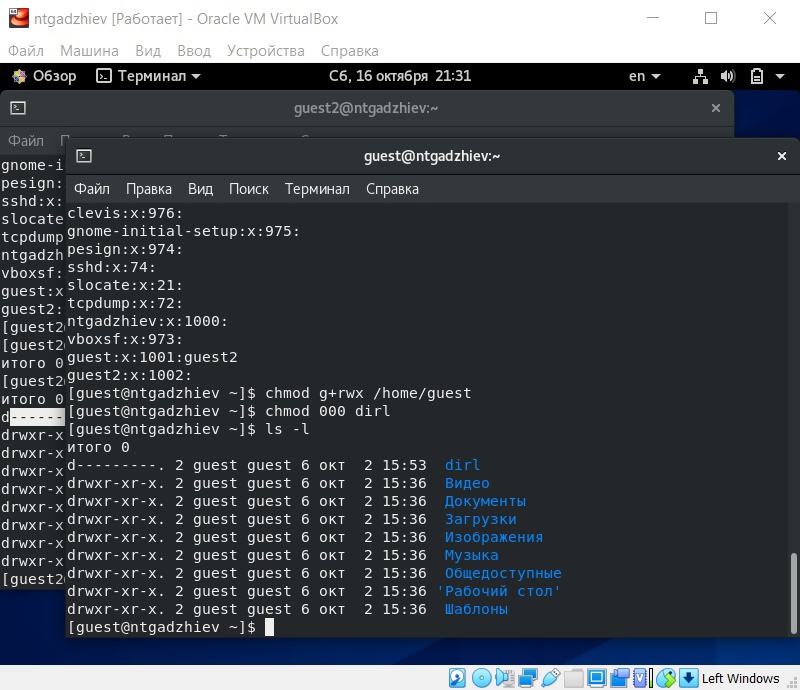 ntgadzhiev [Работает] - Oracle VM VirtualBox
Файл Машина Вид Ввод Устройства Справка
Обзор Терминал Сб, 16 октября 21:31 en
guest2@ntgadzhiev:~
Файл
gnome-i
pesign:
sshd:x:
slocate
tcpdump
ntgadzh
vboxsf:
guest:x
guest2:
[guest2
[guest2
итого 0
[guest2
итого 0
d------
drwxr-x
drwxr-x
drwxr-x
drwxr-x
drwxr-x
drwxr-x
drwxr-x
drwxr-x
[guest2
guest@ntgadzhiev:~
Файл Правка Вид Поиск Терминал Справка
clevis:x:976:
gnome-initial-setup:x:975:
pesign:x:974:
sshd:x:74:
slocate:x:21:
tcpdump:x:72:
ntgadzhiev:x:1000:
vboxsf:x:973:
guest:x:1001:guest2
guest2:x:1002:
[guest@ntgadzhiev ~]$ chmod g+rwx /home/guest
[guest@ntgadzhiev ~]$ chmod 000 dirl
[guest@ntgadzhiev ~]$ ls -l
итого 0
d---------. 2 guest guest 6 окт  2 15:53  dirl
drwxr-xr-x. 2 guest guest 6 окт  2 15:36  Видео
drwxr-xr-x. 2 guest guest 6 окт  2 15:36  Документы
drwxr-xr-x. 2 guest guest 6 окт  2 15:36  Загрузки
drwxr-xr-x. 2 guest guest 6 окт  2 15:36  Изображения
drwxr-xr-x. 2 guest guest 6 окт  2 15:36  Музыка
drwxr-xr-x. 2 guest guest 6 окт  2 15:36  Общедоступные
drwxr-xr-x. 2 guest guest 6 окт  2 15:36 'Рабочий стол'
drwxr-xr-x. 2 guest guest 6 окт  2 15:36  Шаблоны
[guest@ntgadzhiev ~]$
Left Windows